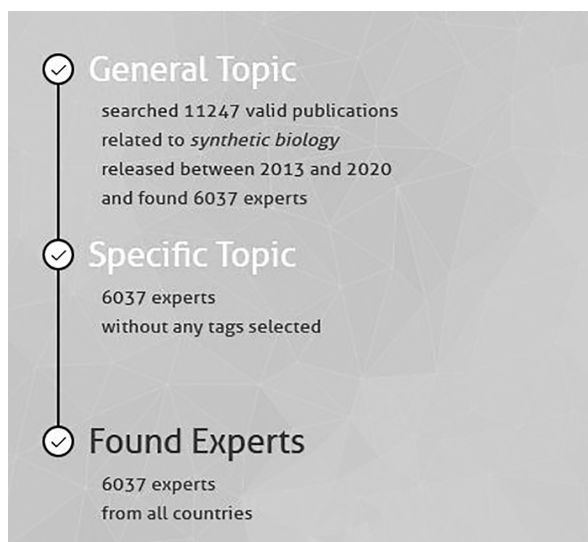 General Topic
searched 11247 valid publications
related to synthetic biology
released between 2013 and 2020
and found 6037 experts
Specific Topic
6037 experts
without any tags selected
Found Experts
6037 experts
from all countries